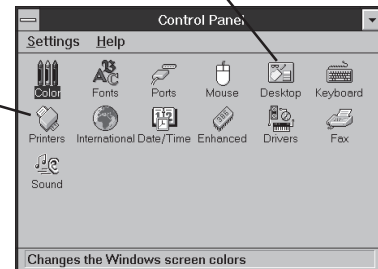 Control Panel
Settings Help
Color Fonts Ports Mouse Desktop Keyboard
Printers International Date/Time Enhanced Drivers Fax
Sound
Changes the Windows screen colors